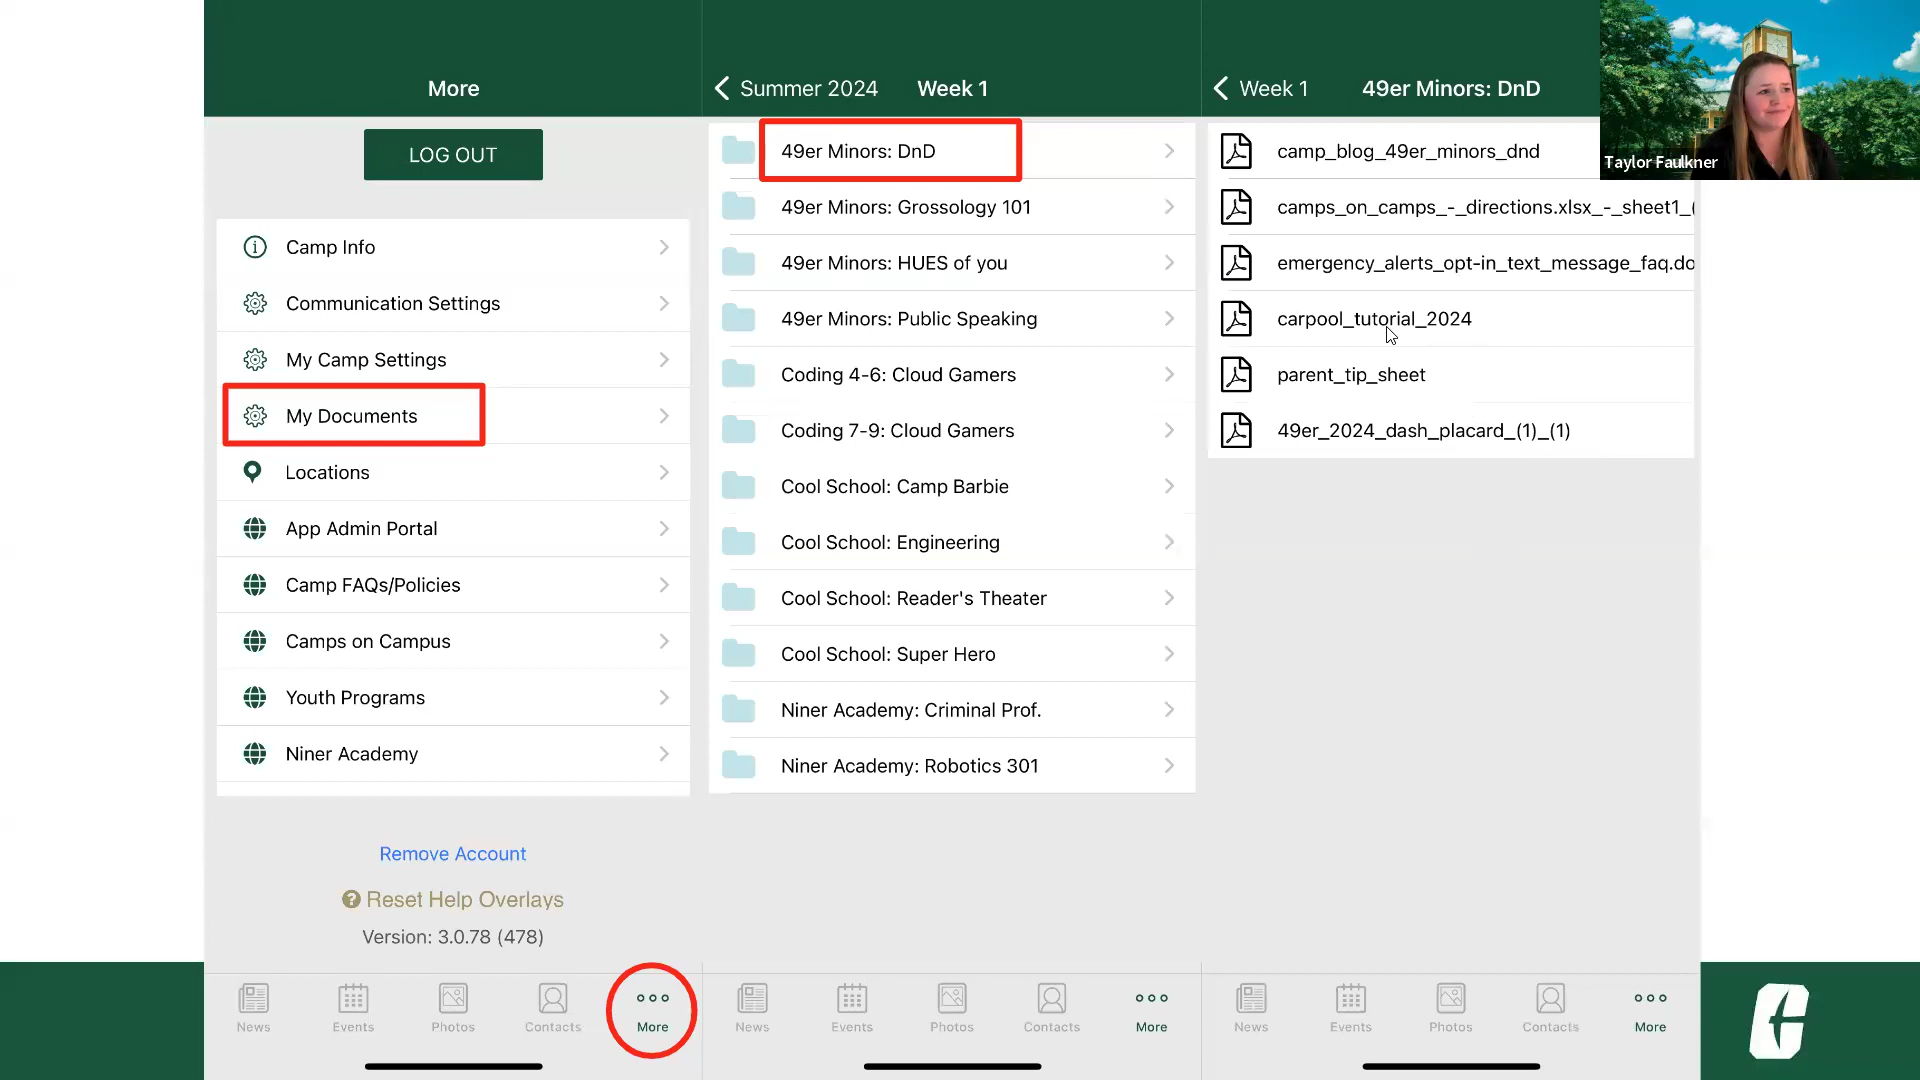 More
LOG OUT
Camp Info
Communication Settings
My Camp Settings
My Documents
Locations
App Admin Portal
Camp FAQs/Policies
Camps on Campus
Youth Programs
Niner Academy
Remove Account
Reset Help Overlays
Version: 3.0.78 (478)
News
Events
Photos
Contacts
More
Summer 2024
Week 1
49er Minors: DnD
49er Minors: Grossology 101
49er Minors: HUES of you
49er Minors: Public Speaking
Coding 4-6: Cloud Gamers
Coding 7-9: Cloud Gamers
Cool School: Camp Barbie
Cool School: Engineering
Cool School: Reader's Theater
Cool School: Super Hero
Niner Academy: Criminal Prof.
Niner Academy: Robotics 301
News
Events
Photos
Contacts
More
Week 1
49er Minors: DnD
camp_blog_49er_minors_dnd
camps_on_camps_-_directions.xlsx_-_sheet1_(
emergency_alerts_opt-in_text_message_faq.do
carpool_tutorial_2024
parent_tip_sheet
49er_2024_dash_placard_(1)_(1)
News
Events
Photos
Contacts
More
Taylor Faulkner